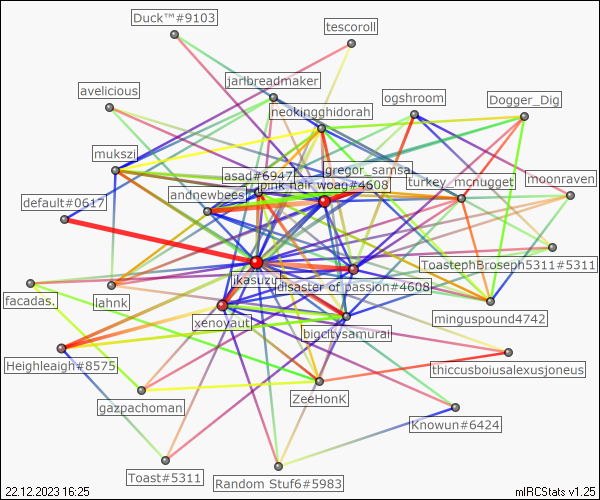 Duck™#9103
tescoroll
jarlbreadmaker
avelicious
ogshroom
neokingghidorah
Dogger_Dig
mukszi
gregor_samsa
asad#6947
pink hair woag#4608
turkey_mcnugget
moonraven
andnewbees
default#0617
ToastephBroseph5311#5311
jkasuzu
disaster of passion#4608
facadas.
lahnk
minguspound4742
xenoyaut
bigcitysamurai
Heighleaigh#8575
thiccusboiusalexusjoneus
ZeeHonK
gazpachoman
Knowun#6424
Toast#5311
Random Stuf6#5983
22.12.2023 16:25
mIRCStats v1.25